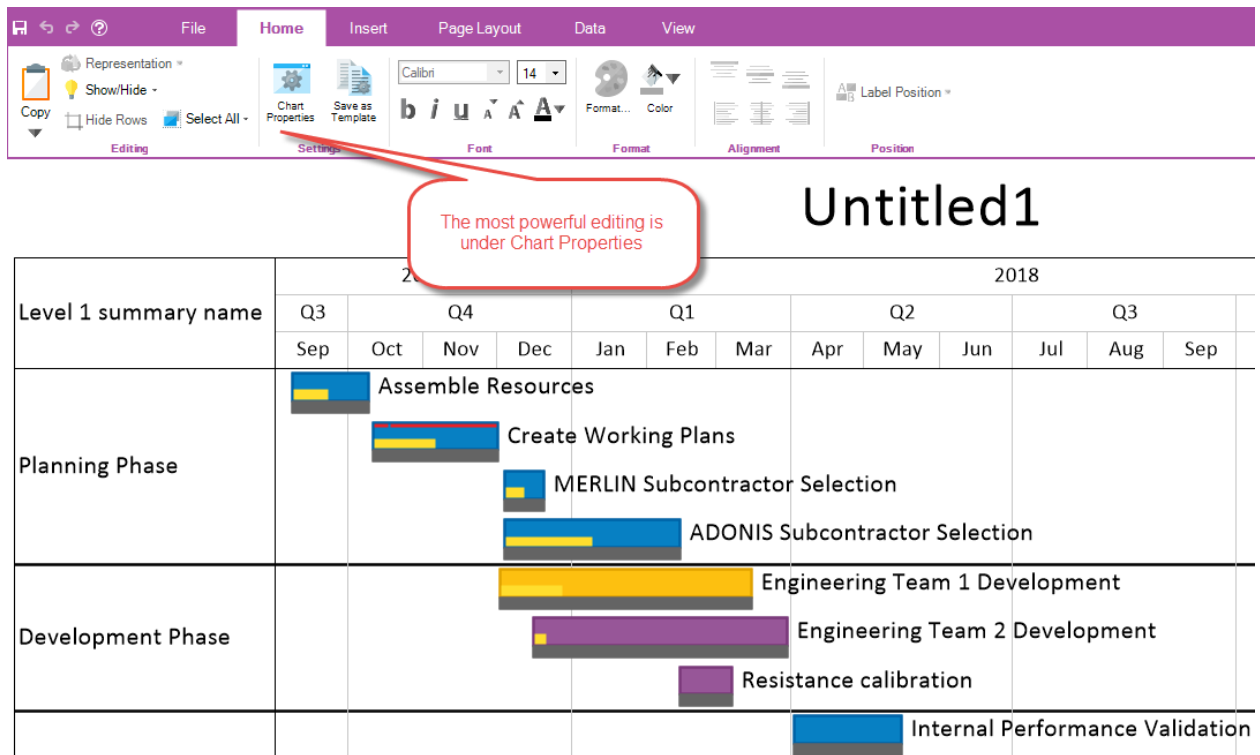 File Home Insert Page Layout Data View
Representation
Calibri 14
Show/Hide
Copy
Chart Properties
Save as Template
b i u A A A
Format...
Color
Label Position
Hide Rows Select All
Editing Settings Font Format Alignment Position
The most powerful editing is
under Chart Properties
Untitled1
2018
Level 1 summary name
Q3 Q4 Q1 Q2 Q3
Sep Oct Nov Dec Jan Feb Mar Apr May Jun Jul Aug Sep
Assemble Resources
Create Working Plans
Planning Phase
MERLIN Subcontractor Selection
ADONIS Subcontractor Selection
Engineering Team 1 Development
Development Phase
Engineering Team 2 Development
Resistance calibration
Internal Performance Validation